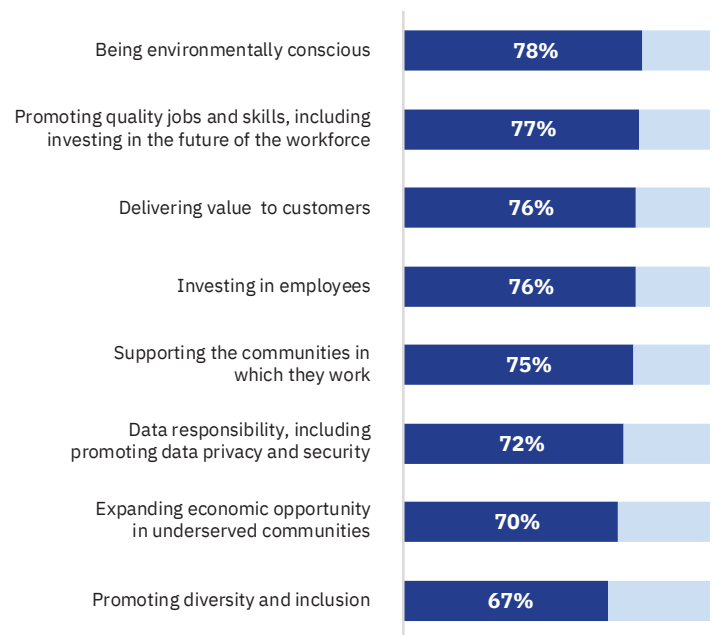 Being environmentally conscious
78%
Promoting quality jobs and skills, including
investing in the future of the workforce
77%
Delivering value  to customers
76%
Investing in employees
76%
Supporting the communities in
which they work
75%
Data responsibility, including
promoting data privacy and security
72%
Expanding economic opportunity
in underserved communities
70%
Promoting diversity and inclusion
67%